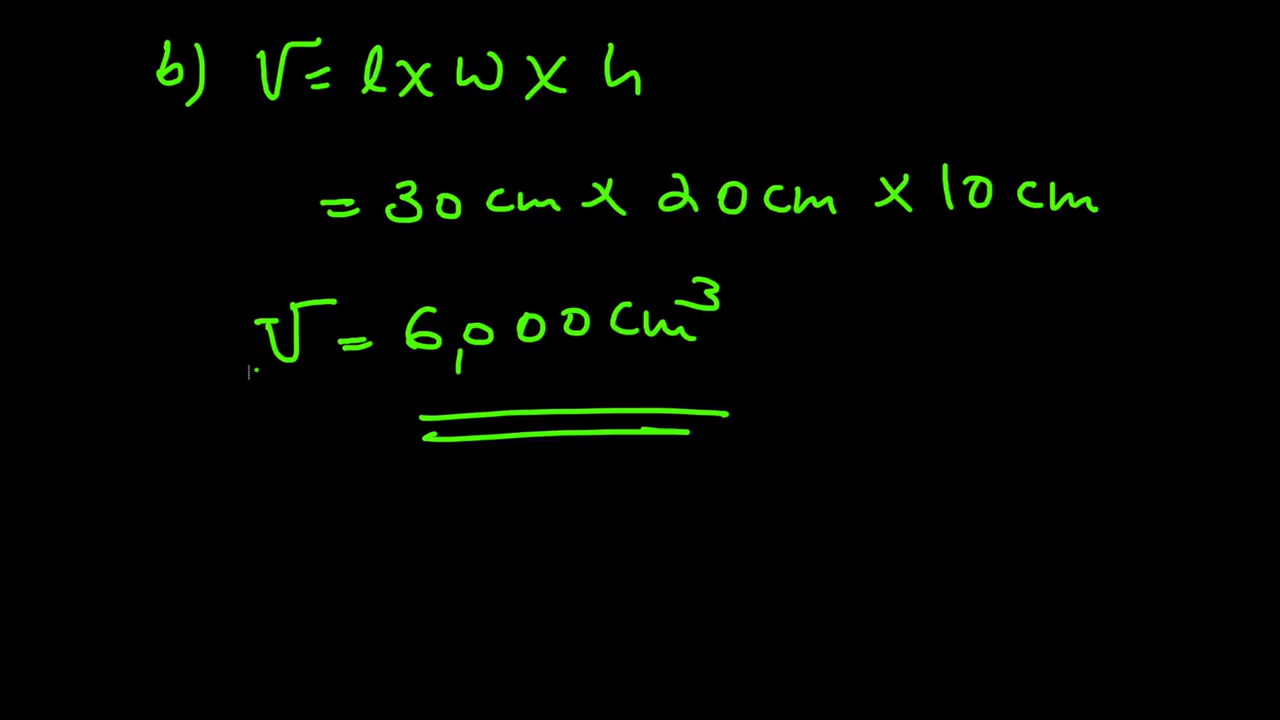 b) V = l x w x h
= 30 cm x 20 cm x 10 cm
V = 6,000 cm³